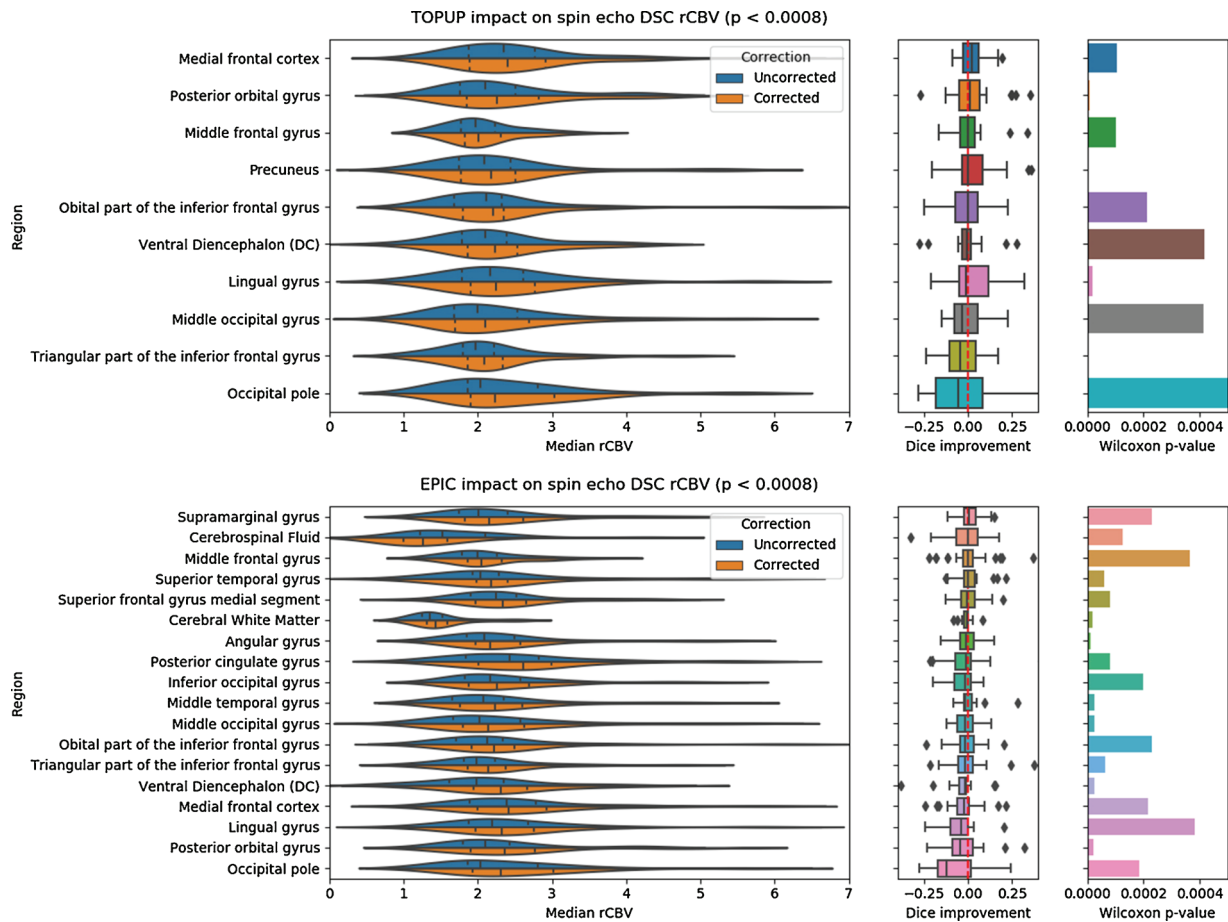 TOPUP impact on spin echo DSC rCBV (p < 0.0008)
Region
Medial frontal cortex
Posterior orbital gyrus
Middle frontal gyrus
Precuneus
Obital part of the inferior frontal gyrus
Ventral Diencephalon (DC)
Lingual gyrus
Middle occipital gyrus
Triangular part of the inferior frontal gyrus
Occipital pole
Correction
Uncorrected
Corrected
0 1 2 3 4 5 6 7
Median rCBV
−0.25 0.00 0.25
Dice improvement
0.0000 0.0002 0.0004
Wilcoxon p-value
EPIC impact on spin echo DSC rCBV (p < 0.0008)
Region
Supramarginal gyrus
Cerebrospinal Fluid
Middle frontal gyrus
Superior temporal gyrus
Superior frontal gyrus medial segment
Cerebral White Matter
Angular gyrus
Posterior cingulate gyrus
Inferior occipital gyrus
Middle temporal gyrus
Middle occipital gyrus
Obital part of the inferior frontal gyrus
Triangular part of the inferior frontal gyrus
Ventral Diencephalon (DC)
Medial frontal cortex
Lingual gyrus
Posterior orbital gyrus
Occipital pole
Correction
Uncorrected
Corrected
0 1 2 3 4 5 6 7
Median rCBV
−0.25 0.00 0.25
Dice improvement
0.0000 0.0002 0.0004
Wilcoxon p-value